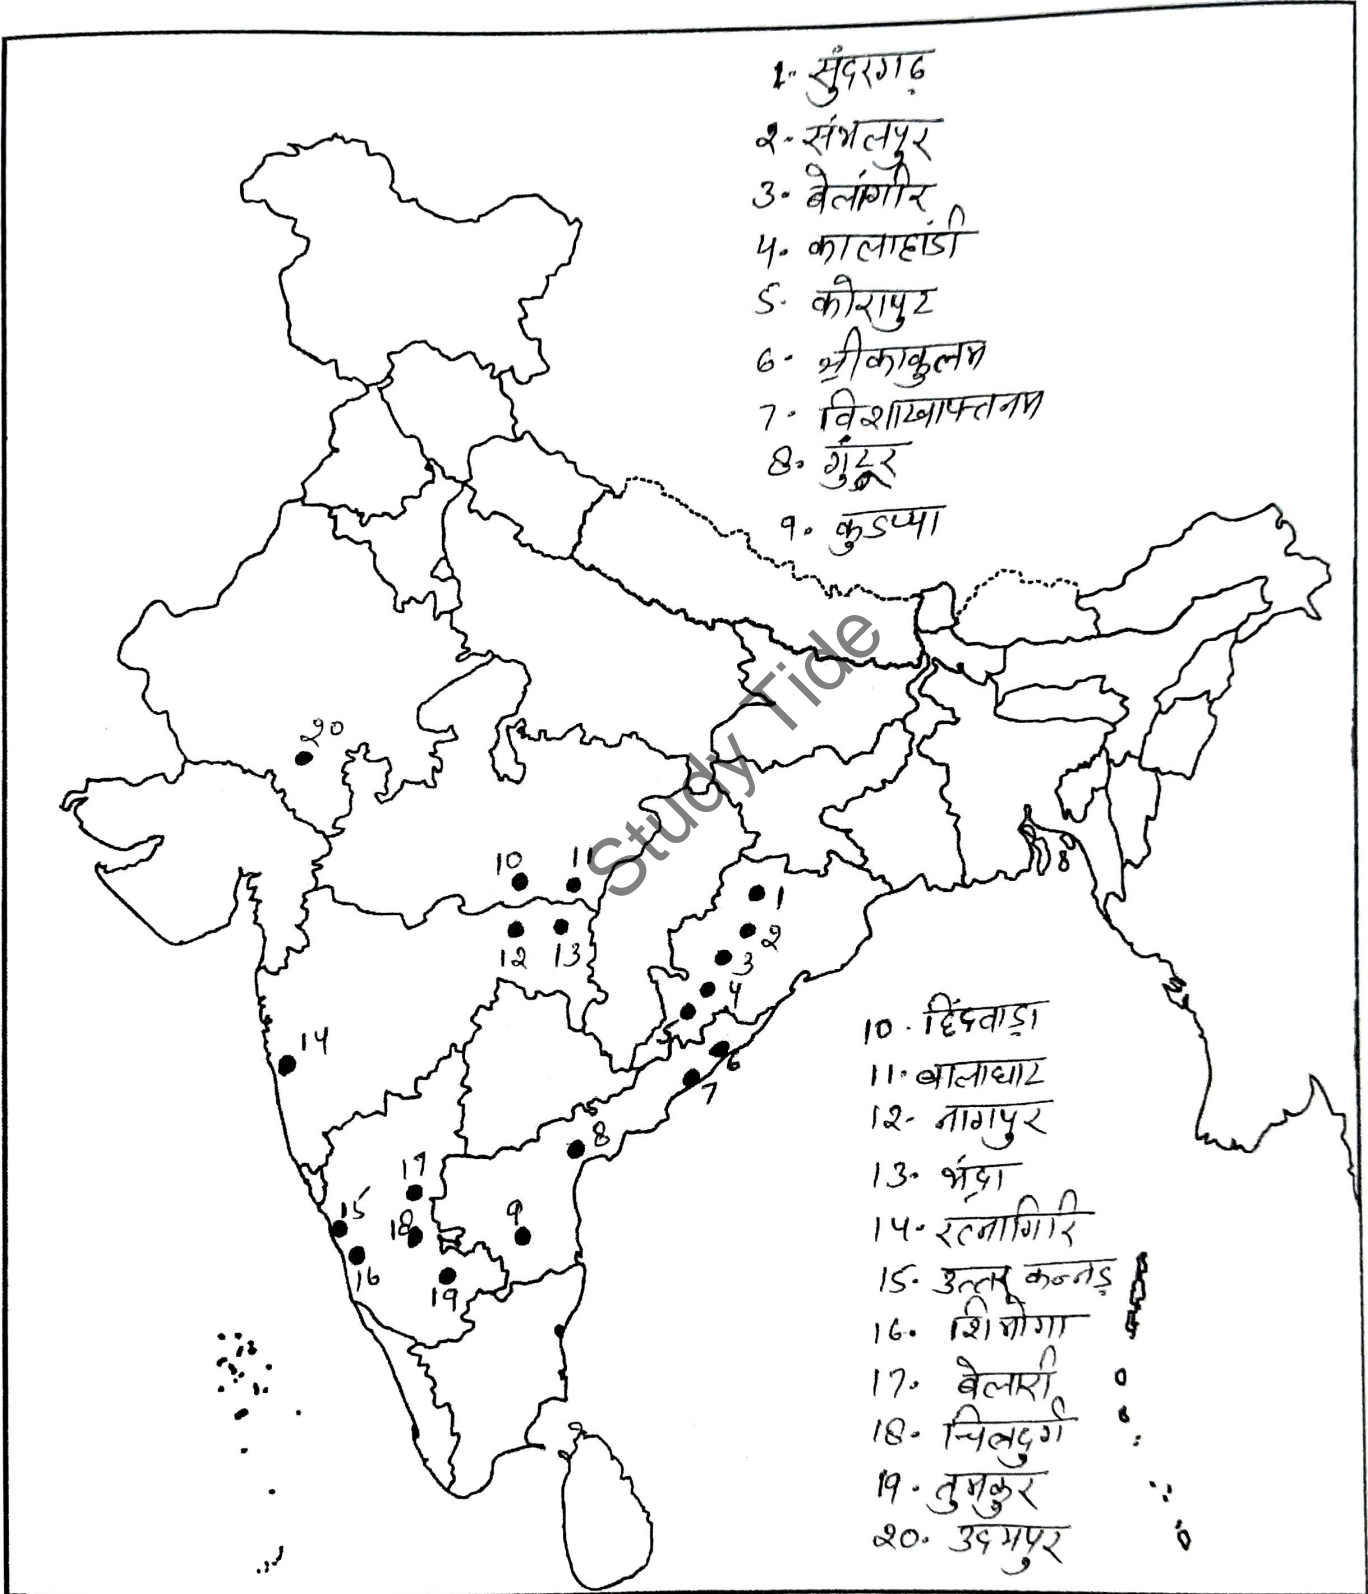 1. सुंदरगढ़
2. संभलपुर
3. बेलांगीर
4. कालाहांडी
5. कोरापुट
6. श्रीकाकुलम
7. विशाखापत्तनम
8. गुंटूर
9. कुडप्पा
Study Tide
20
10 11
12 13
1
2
3
4
5
6
7
14
8
17
15
18
9
16
19
10. छिंदवाड़ा
11. बालाघाट
12. नागपुर
13. भंद्रा
14. रत्नागिरि
15. उत्तर कन्नड़
16. शिमोगा
17. बेलारी
18. चित्रदुर्ग
19. तुमकुर
20. उदयपुर